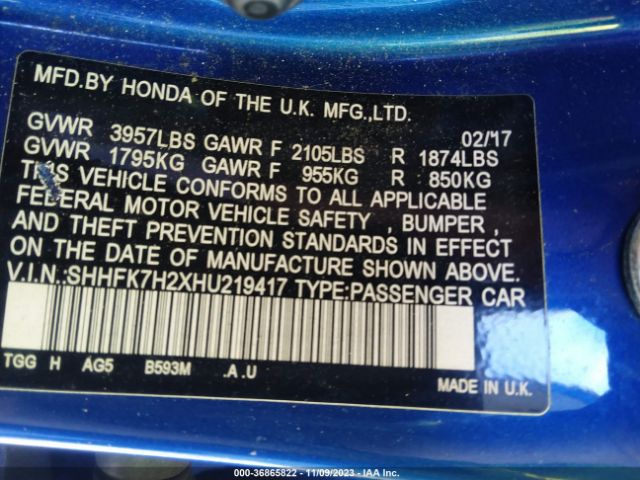 MFD.BY HONDA OF THE U.K. MFG.,LTD.
02/17
GVWR 3957LBS GAWR F 2105LBS R 1874LBS
GVWR 1795KG GAWR F 955KG R 850KG
THIS VEHICLE CONFORMS TO ALL APPLICABLE
FEDERAL MOTOR VEHICLE SAFETY , BUMPER ,
AND THEFT PREVENTION STANDARDS IN EFFECT
ON THE DATE OF MANUFACTURE SHOWN ABOVE.
V.I.N.:SHHFK7H2XHU219417 TYPE:PASSENGER CAR
TGG H AG5 B593M .A.U
MADE IN U.K.
000-36865822 - 11/09/2023 - IAA Inc.